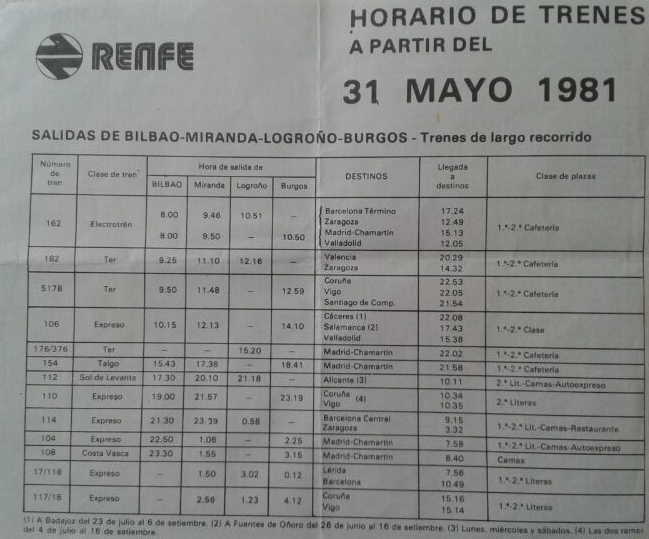 RENFE
HORARIO DE TRENES
A PARTIR DEL
31 MAYO 1981
SALIDAS DE BILBAO-MIRANDA-LOGROÑO-BURGOS - Trenes de largo recorrido
Número de tren Clase de tren Hora de salida de DESTINOS Llegada a destinos Clase de plazas
BILBAO Miranda Logroño Burgos
162 Electrotrén 8.00 9.46 10.51 — Barcelona Término 17.24 1.ª-2.ª Cafetería
Zaragoza 12.49
8.00 9.50 — 10.50 Madrid-Chamartín 15.13
Valladolid 12.05
182 Ter 9.25 11.10 12.16 — Valencia 20.29 1.ª-2.ª Cafetería
Zaragoza 14.32
5178 Ter 9.50 11.48 — 12.59 Coruña 22.53 1.ª-2.ª Cafetería
Vigo 22.05
Santiago de Comp. 21.54
106 Expreso 10.15 12.13 — 14.10 Cáceres (1) 22.08 1.ª-2.ª Clase
Salamanca (2) 17.43
Valladolid 15.38
176/376 Ter — — 15.20 — Madrid-Chamartín 22.02 1.ª-2.ª Cafetería
154 Talgo 15.43 17.38 — 18.41 Madrid-Chamartín 21.58 1.ª-2.ª Cafetería
112 Sol de Levante 17.30 20.10 21.18 — Alicante (3) 10.11 2.ª Lit.-Camas-Autoexpreso
110 Expreso 19.00 21.57 — 23.19 Coruña (4) 10.34 2.ª Literas
Vigo 10.35
114 Expreso 21.30 23.39 0.58 — Barcelona Central 9.15 1.ª-2.ª Lit.-Camas-Restaurante
Zaragoza 3.32
104 Expreso 22.50 1.06 — 2.25 Madrid-Chamartín 7.58 1.ª-2.ª Lit.-Camas-Autoexpreso
108 Costa Vasca 23.30 1.55 — 3.15 Madrid-Chamartín 8.40 Camas
17/118 Expreso — 1.50 3.02 0.12 Lérida 7.56 1.ª-2.ª Literas
Barcelona 10.49
117/18 Expreso — 2.56 1.23 4.12 Coruña 15.16 1.ª-2.ª Literas
Vigo 15.14
(1) A Badajoz del 23 de julio al 6 de setiembre. (2) A Fuentes de Oñoro del 26 de junio al 16 de setiembre. (3) Lunes, miércoles y sábados. (4) Las dos ramas
del 4 de julio al 16 de setiembre.